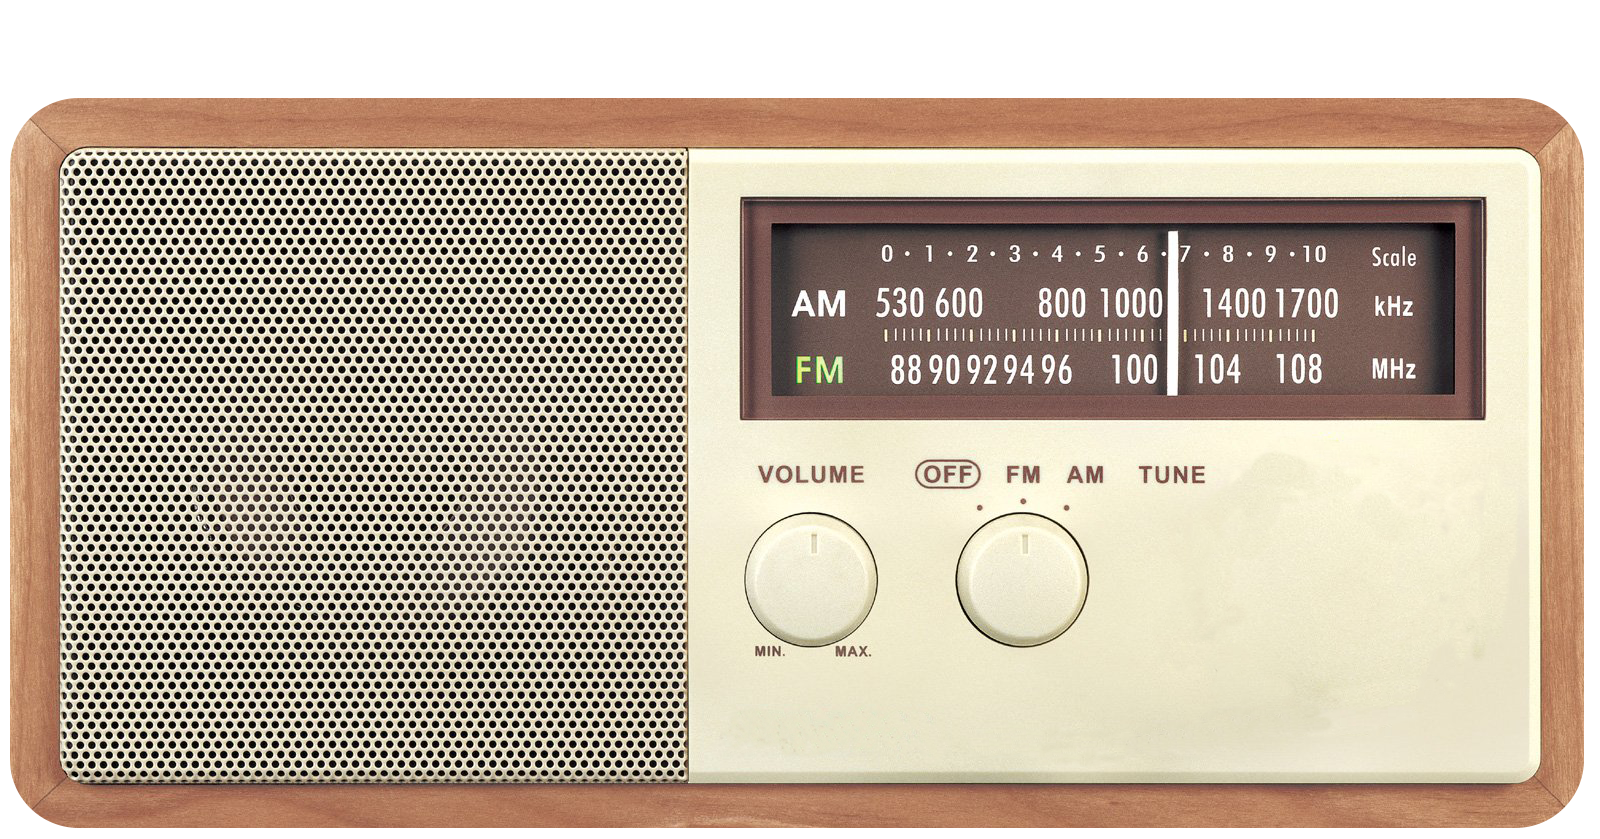 0 · 1 · 2 · 3 · 4 · 5 · 6 · 7 · 8 · 9 · 10 Scale
AM 530 600 800 1000 1400 1700 kHz
FM 88 90 92 94 96 100 104 108 MHz
VOLUME OFF FM AM TUNE
MIN. MAX.